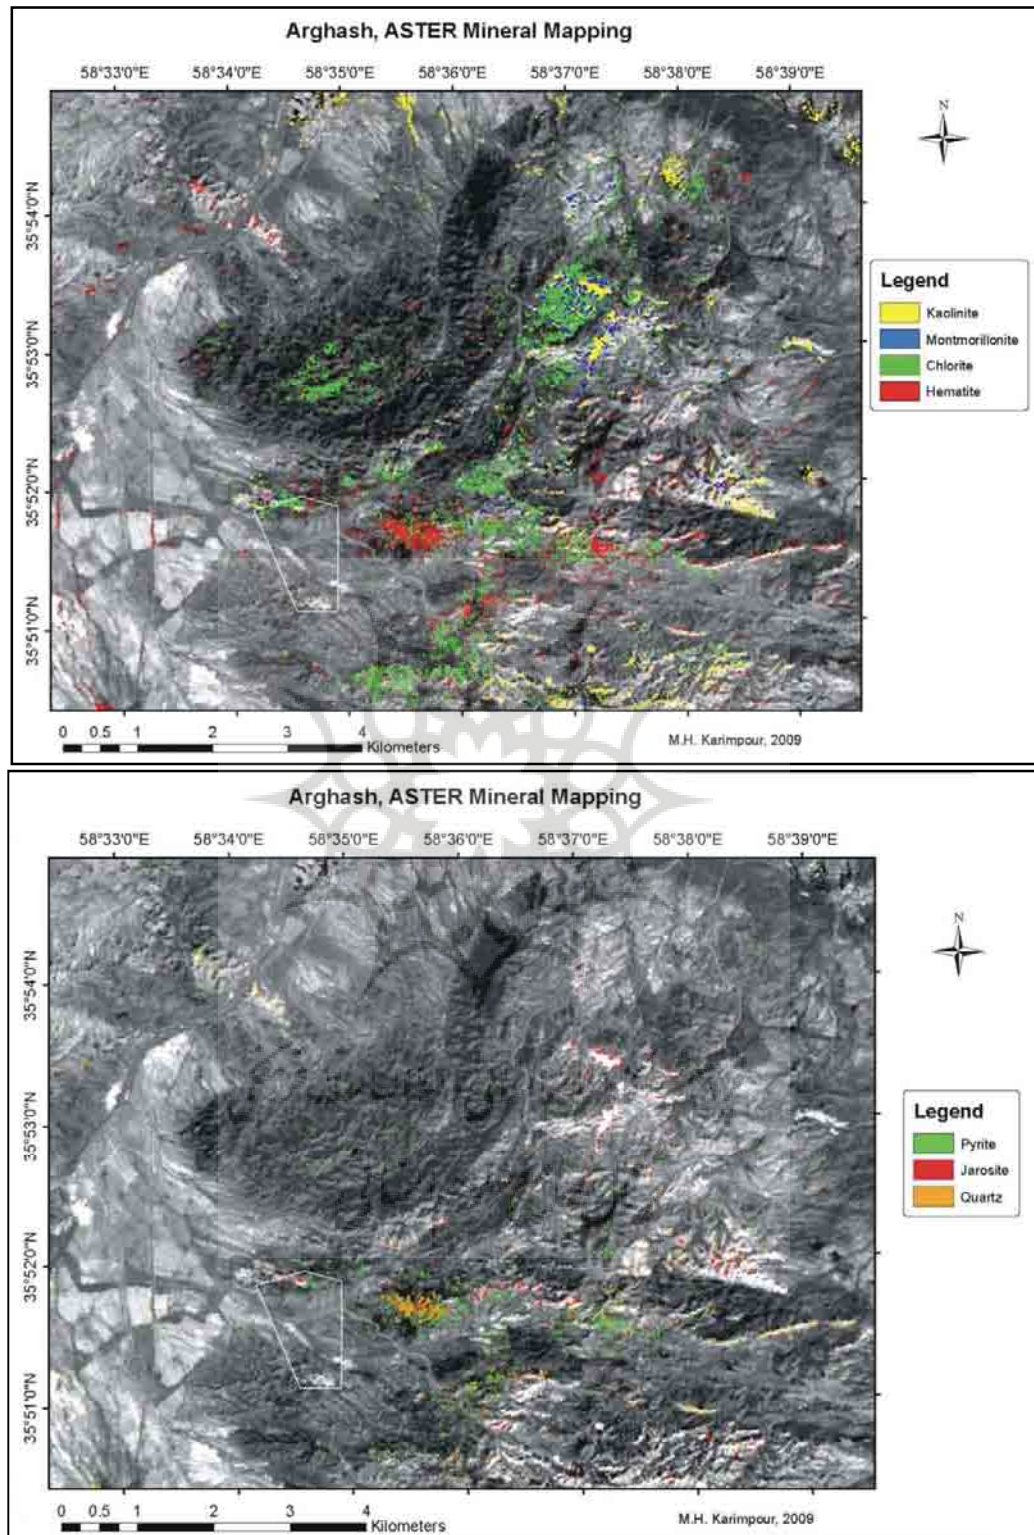 Arghash, ASTER Mineral Mapping
58°33'0"E 58°34'0"E 58°35'0"E 58°36'0"E 58°37'0"E 58°38'0"E 58°39'0"E
N
35°54'0"N
35°53'0"N
35°52'0"N
35°51'0"N
Legend
Kaolinite
Montmorillonite
Chlorite
Hematite
0 0.5 1 2 3 4
Kilometers
M.H. Karimpour, 2009
Arghash, ASTER Mineral Mapping
58°33'0"E 58°34'0"E 58°35'0"E 58°36'0"E 58°37'0"E 58°38'0"E 58°39'0"E
N
35°54'0"N
35°53'0"N
35°52'0"N
35°51'0"N
Legend
Pyrite
Jarosite
Quartz
0 0.5 1 2 3 4
Kilometers
M.H. Karimpour, 2009